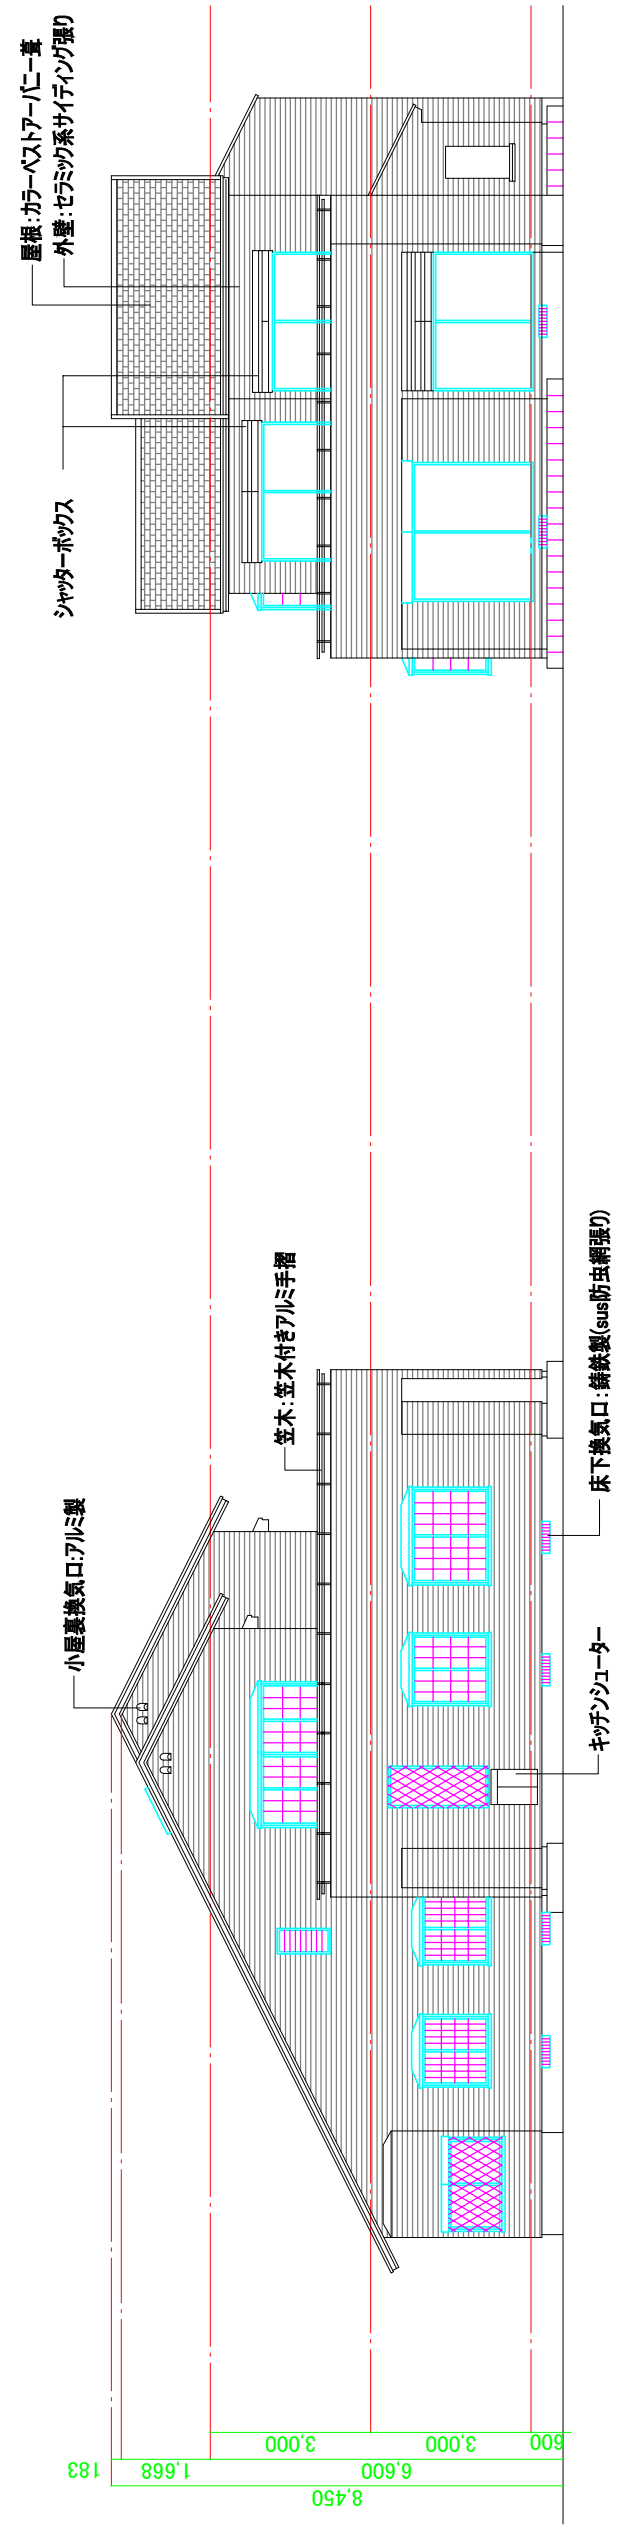 屋根：カラーベストアーバニー葺
外壁：セラミック系サイディング張り
シャッターボックス
笠木：笠木付きアルミ手摺
小屋裏換気口:アルミ製
床下換気口：鋳鉄製(sus防虫網張り)
キッチンシューター
183
1,668
3,000
3,000
600
6,600
8,450